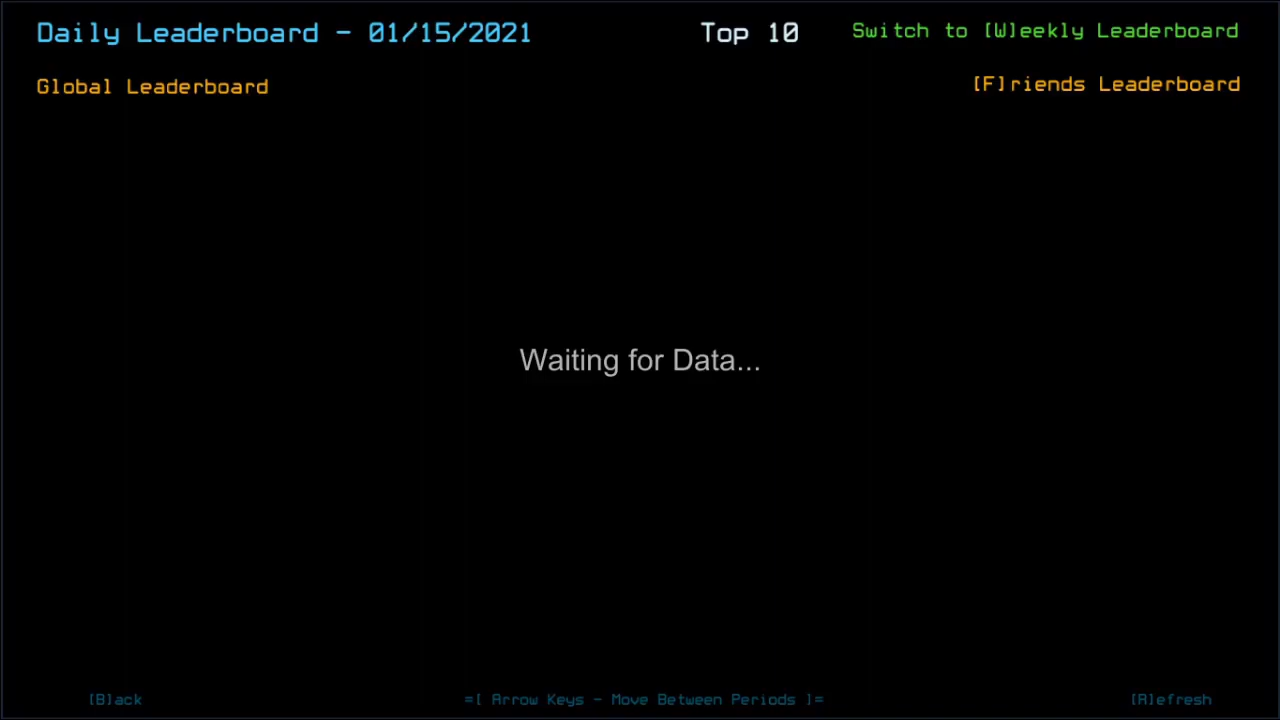 Daily Leaderboard - 01/15/2021
Top 10
Switch to [W]eekly Leaderboard
Global Leaderboard
[F]riends Leaderboard
Waiting for Data...
[B]ack
=[ Arrow Keys - Move Between Periods ]=
[R]efresh